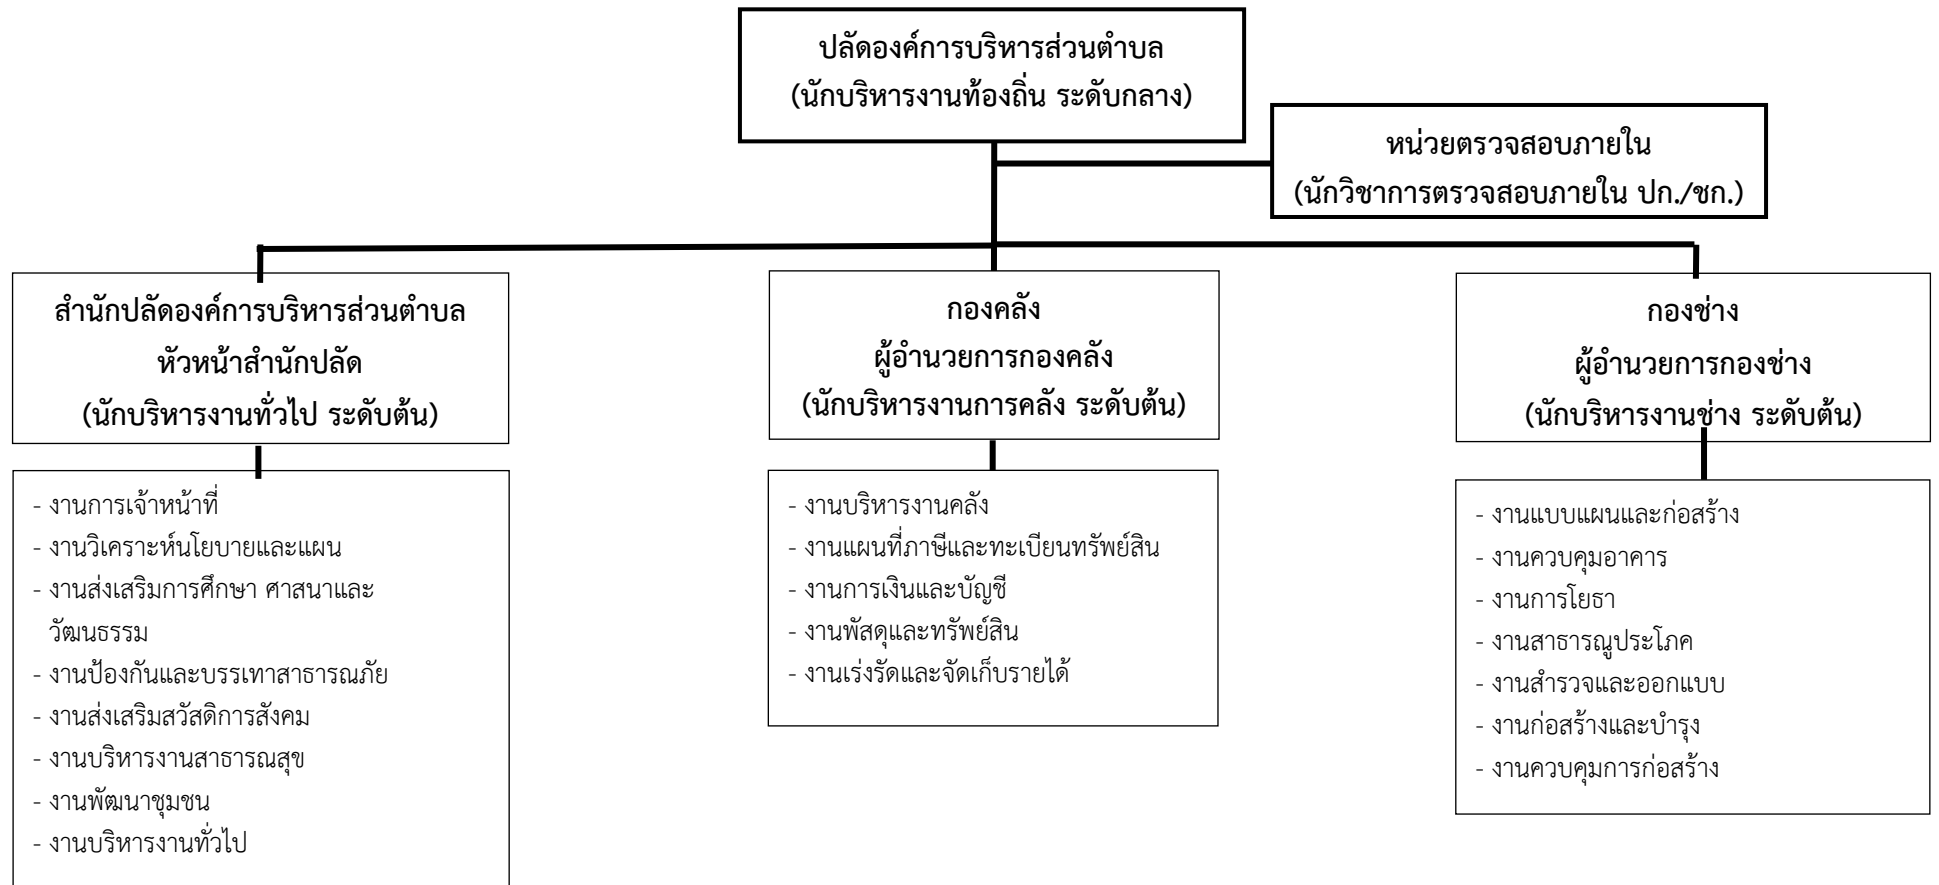 ปลัดองค์การบริหารส่วนตำบล
(นักบริหารงานท้องถิ่น ระดับกลาง)
หน่วยตรวจสอบภายใน
(นักวิชาการตรวจสอบภายใน ปก./ชก.)
สำนักปลัดองค์การบริหารส่วนตำบล
หัวหน้าสำนักปลัด
(นักบริหารงานทั่วไป ระดับต้น)
กองคลัง
ผู้อำนวยการกองคลัง
(นักบริหารงานการคลัง ระดับต้น)
กองช่าง
ผู้อำนวยการกองช่าง
(นักบริหารงานช่าง ระดับต้น)
- งานการเจ้าหน้าที่
- งานวิเคราะห์นโยบายและแผน
- งานส่งเสริมการศึกษา ศาสนาและ
วัฒนธรรม
- งานป้องกันและบรรเทาสาธารณภัย
- งานส่งเสริมสวัสดิการสังคม
- งานบริหารงานสาธารณสุข
- งานพัฒนาชุมชน
- งานบริหารงานทั่วไป
- งานบริหารงานคลัง
- งานแผนที่ภาษีและทะเบียนทรัพย์สิน
- งานการเงินและบัญชี
- งานพัสดุและทรัพย์สิน
- งานเร่งรัดและจัดเก็บรายได้
- งานแบบแผนและก่อสร้าง
- งานควบคุมอาคาร
- งานการโยธา
- งานสาธารณูประโภค
- งานสำรวจและออกแบบ
- งานก่อสร้างและบำรุง
- งานควบคุมการก่อสร้าง